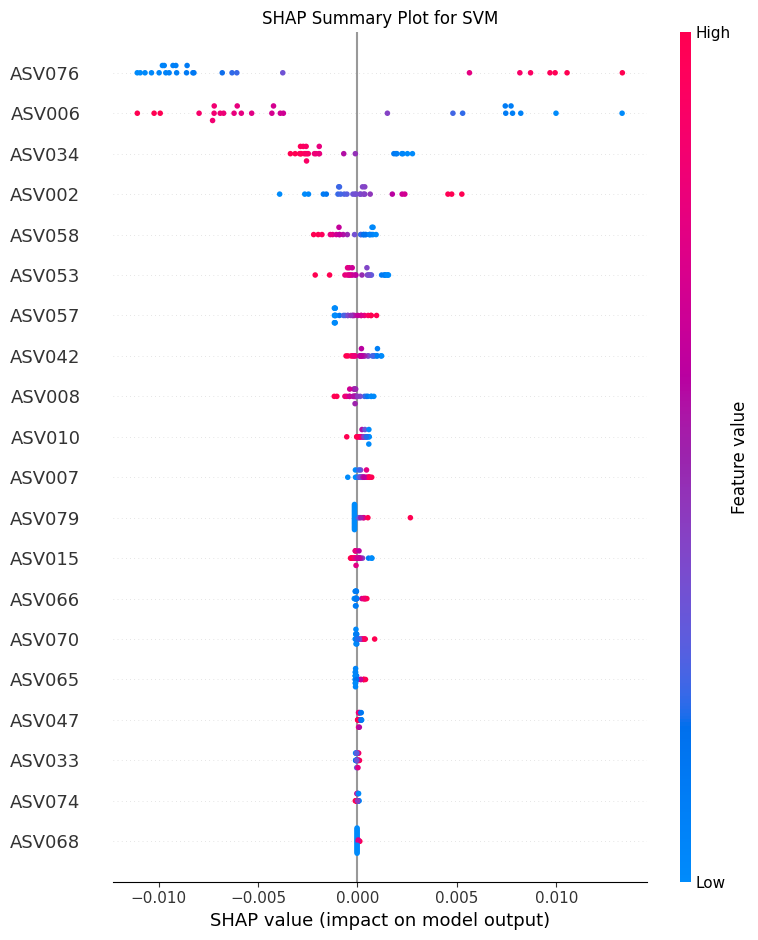 SHAP Summary Plot for SVM
High
ASV076
ASV006
ASV034
ASV002
ASV058
ASV053
ASV057
ASV042
ASV008
ASV010
ASV007
ASV079
ASV015
ASV066
ASV070
ASV065
ASV047
ASV033
ASV074
ASV068
Feature value
Low
−0.010 −0.005 0.000 0.005 0.010
SHAP value (impact on model output)